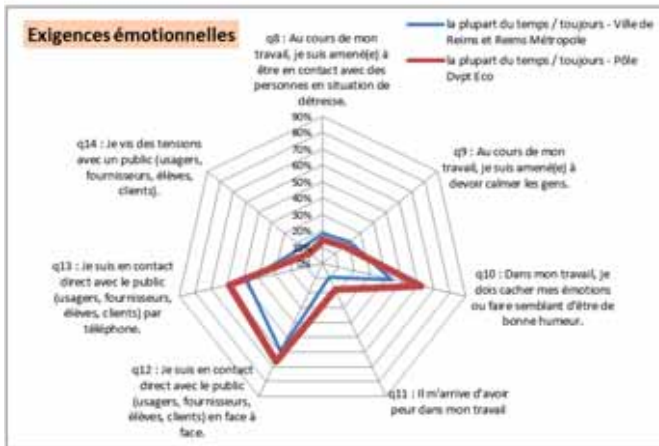 Exigences émotionnelles
q8 : Au cours de mon
travail, je suis amené(e) à
être en contact avec des
personnes en situation de
détresse.
la plupart du temps / toujours - Ville de
Reims et Reims Métropole
la plupart du temps / toujours - Pôle
Dvpt Eco
90%
80%
70%
60%
50%
40%
30%
20%
q14 : Je vis des tensions
avec un public (usagers,
fournisseurs, élèves,
clients).
q9 : Au cours de mon
travail, je suis amené(e) à
devoir calmer les gens.
q13 : Je suis en contact
direct avec le public
(usagers, fournisseurs,
élèves, clients) par
téléphone.
q10 : Dans mon travail, je
dois cacher mes émotions
ou faire semblant d'être de
bonne humeur.
q12 : Je suis en contact
direct avec le public
(usagers, fournisseurs,
élèves, clients) en face à
face.
q11 : Il m'arrive d'avoir
peur dans mon travail